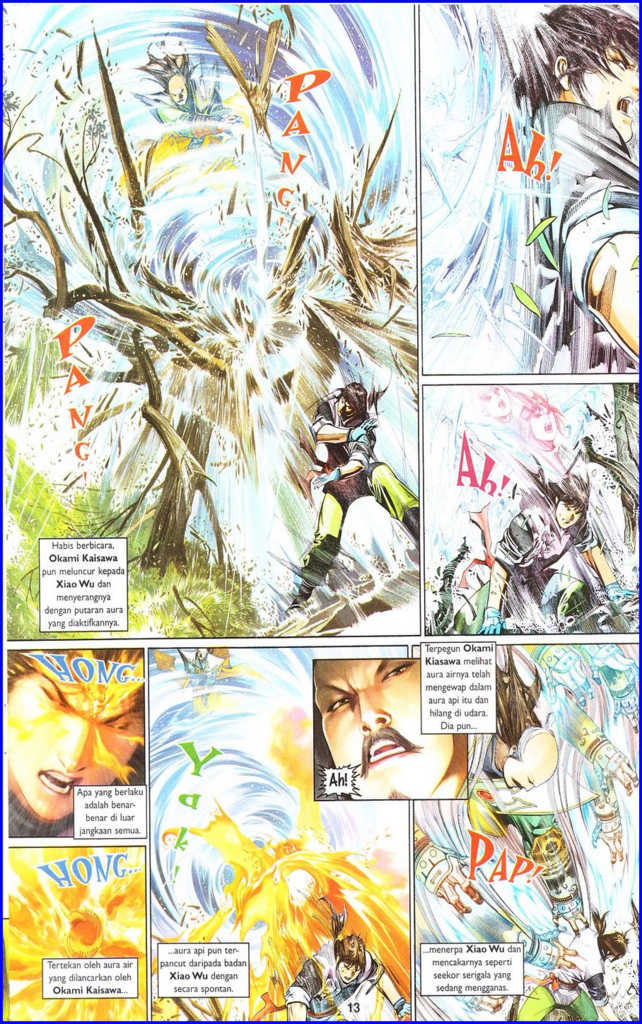 PANG
PANG!
PANG!
Habis berbicara,
Okami Kaisawa
pun meluncur kepada
Xiao Wu dan
menyerangnya
dengan putaran aura
yang diaktifkannya.
Ah!
Ah!
HONG...
Apa yang berlaku
adalah benar-
benar di luar
jangkaan semua.
HONG...
Tertekan oleh aura air
yang dilancarkan oleh
Okami Kaisawa...
Yak!
...aura api pun ter-
pancut daripada badan
Xiao Wu dengan
secara spontan.
Ah!
Terpegun Okami
Kiasawa melihat
aura airnya telah
mengewap dalam
aura api itu dan
hilang di udara.
Dia pun...
PAP!
...menerpa Xiao Wu dan
mencakarnya seperti
seekor serigala yang
sedang mengganas.
13